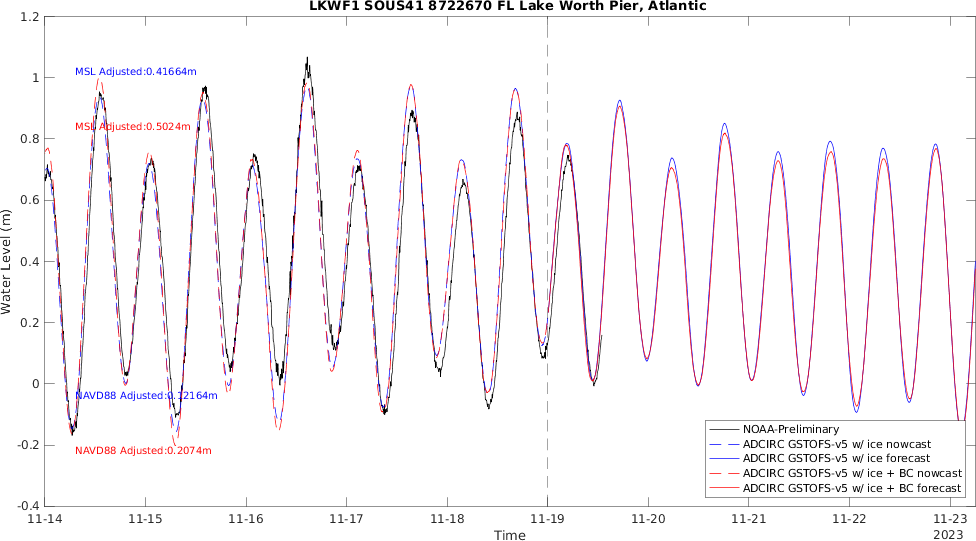 LKWF1 SOUS41 8722670 FL Lake Worth Pier, Atlantic
1.2
1
0.8
0.6
0.4
0.2
0
-0.2
-0.4
Water Level (m)
MSL Adjusted:0.41664m
MSL Adjusted:0.5024m
NAVD88 Adjusted:0.12164m
NAVD88 Adjusted:0.2074m
NOAA-Preliminary
ADCIRC GSTOFS-v5 w/ ice nowcast
ADCIRC GSTOFS-v5 w/ ice forecast
ADCIRC GSTOFS-v5 w/ ice + BC nowcast
ADCIRC GSTOFS-v5 w/ ice + BC forecast
11-14 11-15 11-16 11-17 11-18 11-19 11-20 11-21 11-22 11-23
2023
Time